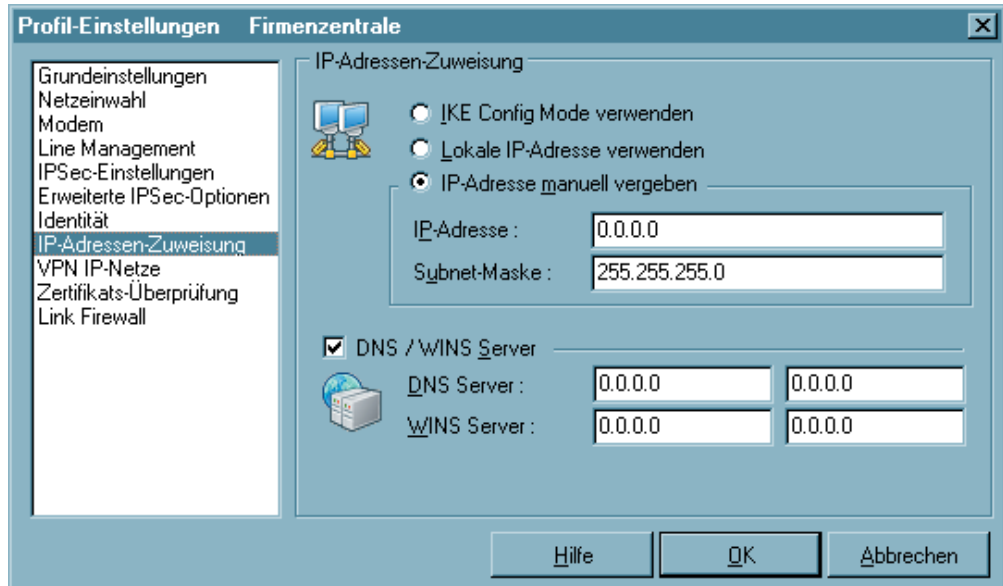 Profil-Einstellungen Firmenzentrale
Grundeinstellungen
Netzeinwahl
Modem
Line Management
IPSec-Einstellungen
Erweiterte IPSec-Optionen
Identität
IP-Adressen-Zuweisung
VPN IP-Netze
Zertifikats-Überprüfung
Link Firewall
IP-Adressen-Zuweisung
IKE Config Mode verwenden
Lokale IP-Adresse verwenden
IP-Adresse manuell vergeben
IP-Adresse : 0.0.0.0
Subnet-Maske : 255.255.255.0
DNS / WINS Server
DNS Server : 0.0.0.0 0.0.0.0
WINS Server : 0.0.0.0 0.0.0.0
Hilfe OK Abbrechen